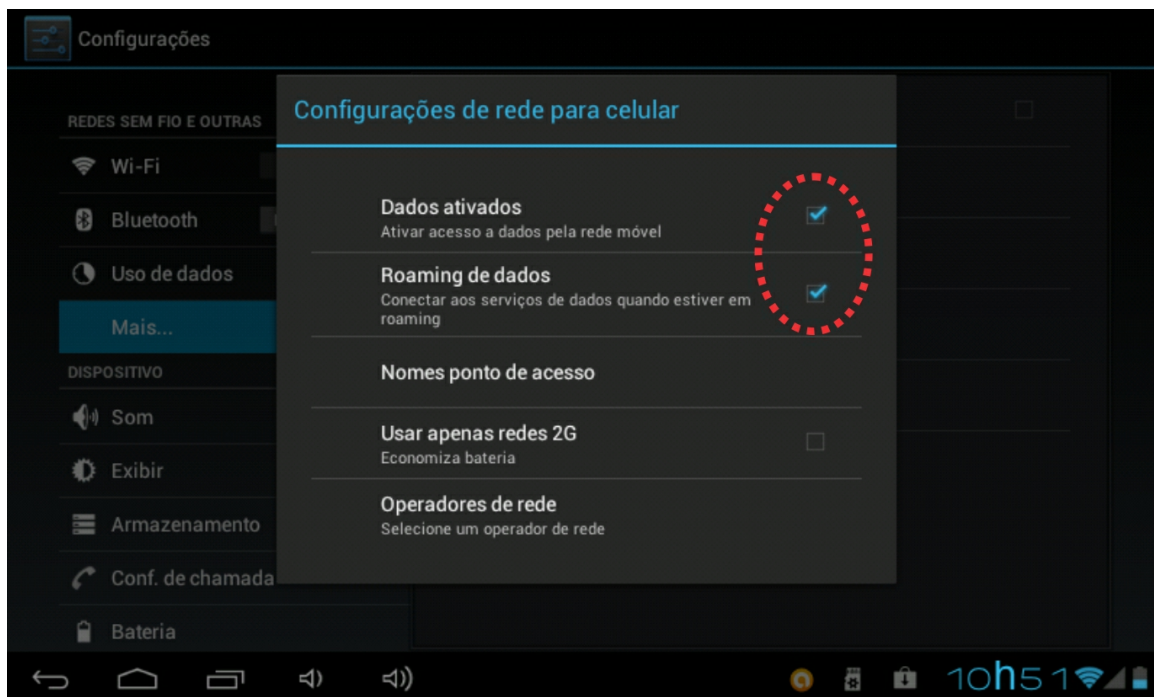 Configurações
REDES SEM FIO E OUTRAS
Wi-Fi
Bluetooth
Uso de dados
Mais...
DISPOSITIVO
Som
Exibir
Armazenamento
Conf. de chamada
Bateria
Configurações de rede para celular
Dados ativados
Ativar acesso a dados pela rede móvel
Roaming de dados
Conectar aos serviços de dados quando estiver em
roaming
Nomes ponto de acesso
Usar apenas redes 2G
Economiza bateria
Operadores de rede
Selecione um operador de rede
10h51